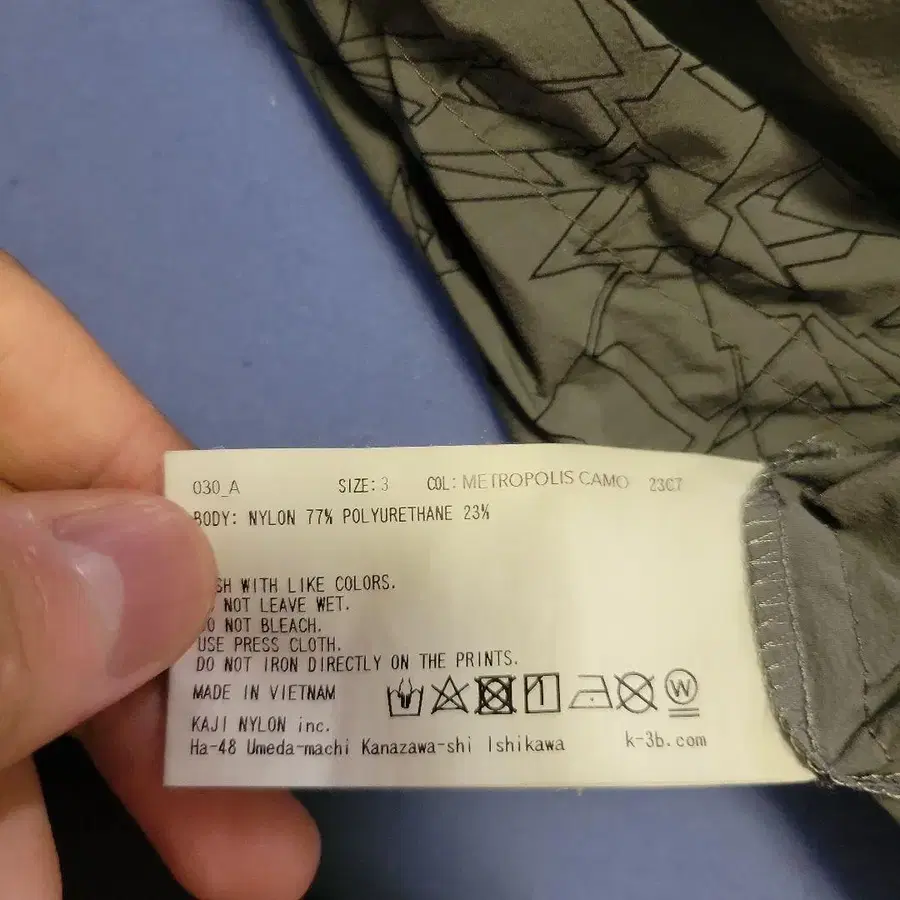 030_A SIZE: 3 COL: METROPOLIS CAMO 23C7
BODY: NYLON 77% POLYURETHANE 23%
SH WITH LIKE COLORS.
NOT LEAVE WET.
DO NOT BLEACH.
USE PRESS CLOTH.
DO NOT IRON DIRECTLY ON THE PRINTS.
MADE IN VIETNAM
W
KAJI NYLON inc.
Ha-48 Umeda-machi Kanazawa-shi Ishikawa k-3b.com